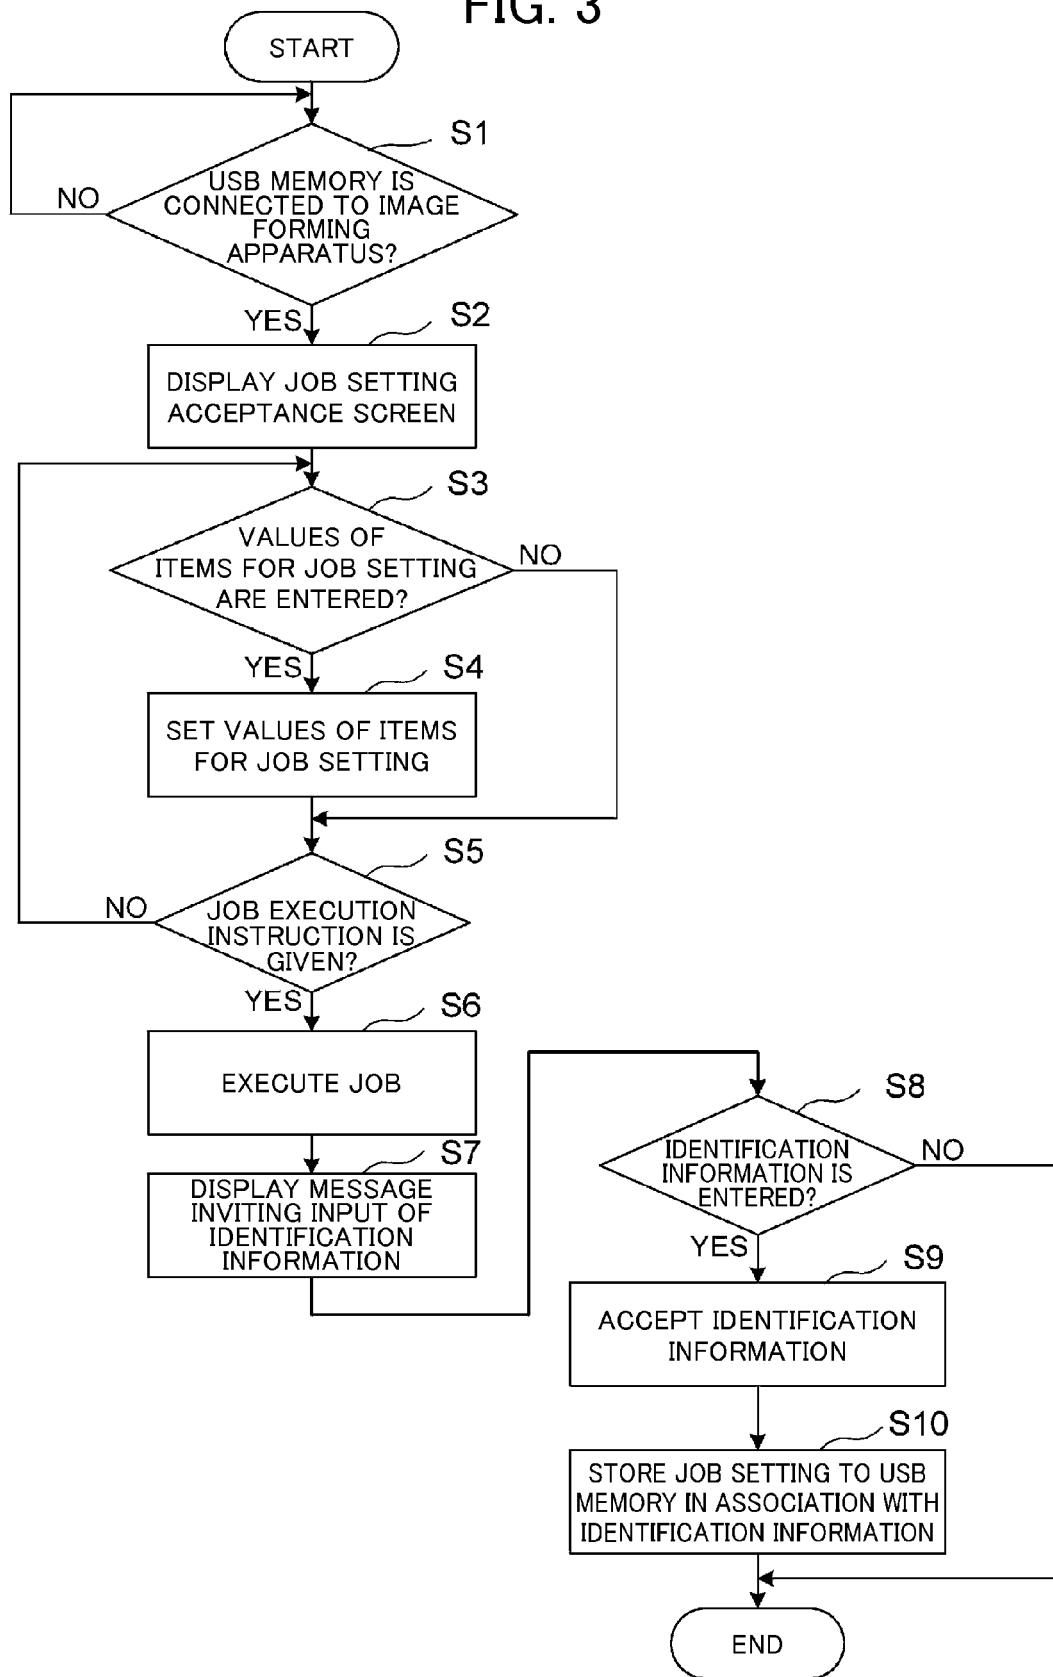 FIG. 3
START
S1
USB MEMORY IS
CONNECTED TO IMAGE
FORMING
APPARATUS?
NO
YES
S2
DISPLAY JOB SETTING
ACCEPTANCE SCREEN
S3
VALUES OF
ITEMS FOR JOB SETTING
ARE ENTERED?
NO
YES
S4
SET VALUES OF ITEMS
FOR JOB SETTING
S5
JOB EXECUTION
INSTRUCTION IS
GIVEN?
NO
YES
S6
EXECUTE JOB
S7
DISPLAY MESSAGE
INVITING INPUT OF
IDENTIFICATION
INFORMATION
S8
IDENTIFICATION
INFORMATION IS
ENTERED?
NO
YES
S9
ACCEPT IDENTIFICATION
INFORMATION
S10
STORE JOB SETTING TO USB
MEMORY IN ASSOCIATION WITH
IDENTIFICATION INFORMATION
END